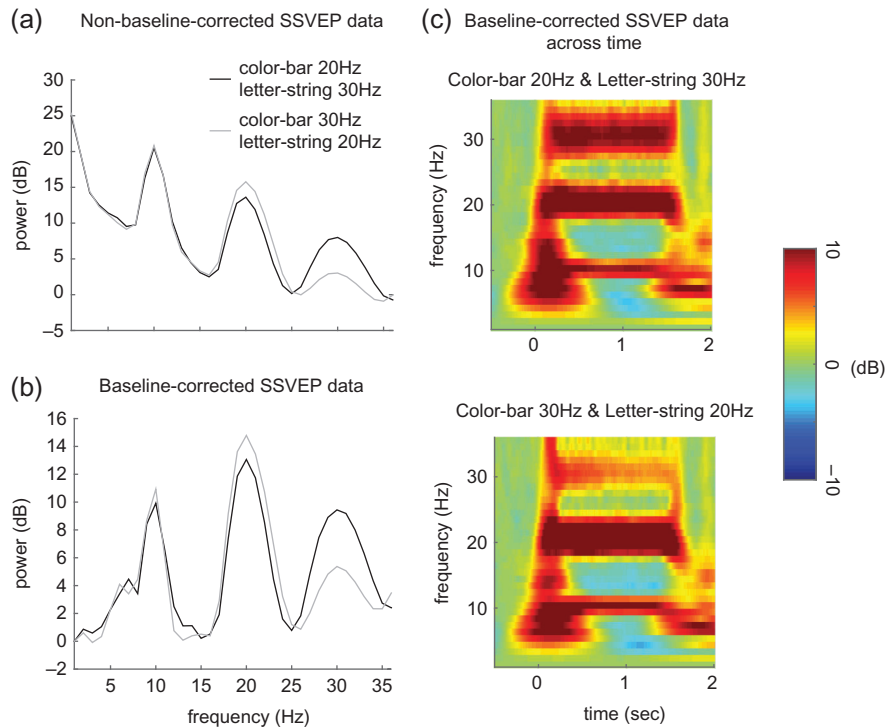 (a)
Non-baseline-corrected SSVEP data
30
25
20
15
10
5
0
–5
power (dB)
color-bar 20Hz
letter-string 30Hz
color-bar 30Hz
letter-string 20Hz
(b)
Baseline-corrected SSVEP data
16
14
12
10
8
6
4
2
0
–2
power (dB)
5
10
15
20
25
30
35
frequency (Hz)
(c)
Baseline-corrected SSVEP data
across time
Color-bar 20Hz & Letter-string 30Hz
30
20
10
frequency (Hz)
0
1
2
Color-bar 30Hz & Letter-string 20Hz
30
20
10
frequency (Hz)
0
1
2
time (sec)
10
0
–10
(dB)